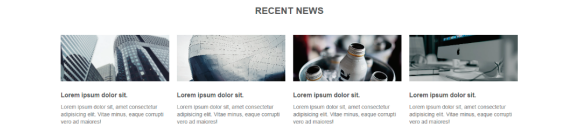 RECENT NEWS
Lorem ipsum dolor sit.
Lorem ipsum dolor sit, amet consectetur
adipisicing elit. Vitae minus, eaque corrupti
vero ad maiores!
Lorem ipsum dolor sit.
Lorem ipsum dolor sit, amet consectetur
adipisicing elit. Vitae minus, eaque corrupti
vero ad maiores!
Lorem ipsum dolor sit.
Lorem ipsum dolor sit, amet consectetur
adipisicing elit. Vitae minus, eaque corrupti
vero ad maiores!
Lorem ipsum dolor sit.
Lorem ipsum dolor sit, amet consectetur
adipisicing elit. Vitae minus, eaque corrupti
vero ad maiores!